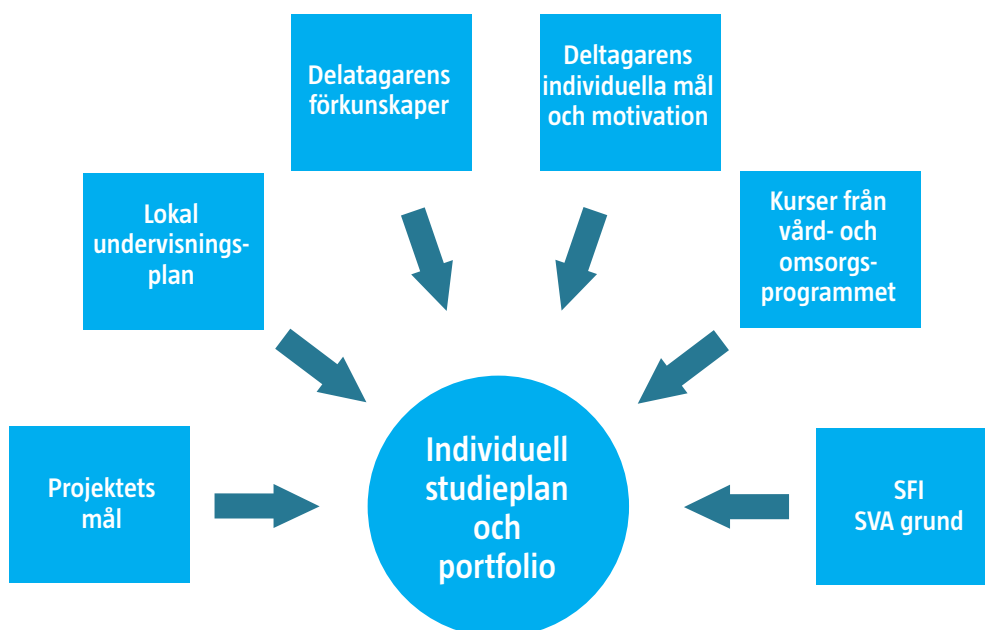 Delatagarens
förkunskaper
Deltagarens
individuella mål
och motivation
Lokal
undervisnings-
plan
Kurser från
vård- och
omsorgs-
programmet
Projektets
mål
Individuell
studieplan
och
portfolio
SFI
SVA grund